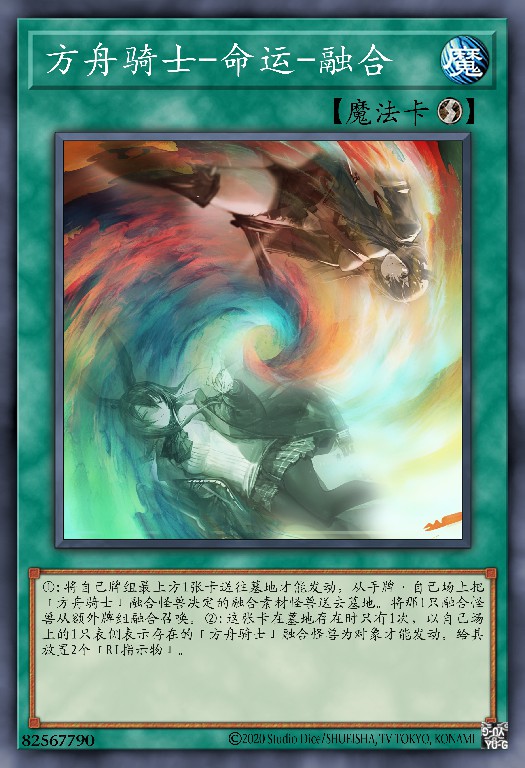 方舟骑士-命运-融合
魔
【魔法卡】
①:将自己牌组最上方1张卡送往墓地才能发动。从手牌·自己场上把
「方舟骑士」融合怪兽决定的融合素材怪兽送去墓地。将那1只融合怪
兽从额外牌组融合召唤。②:这张卡在墓地存在时只有1次,以自己场
上的1只表侧表示存在的「方舟骑士」融合怪兽为对象才能发动。给其
放置2个「RI指示物」。
82567790
©2020 Studio Dice/SHUEISHA, TV TOKYO, KONAMI